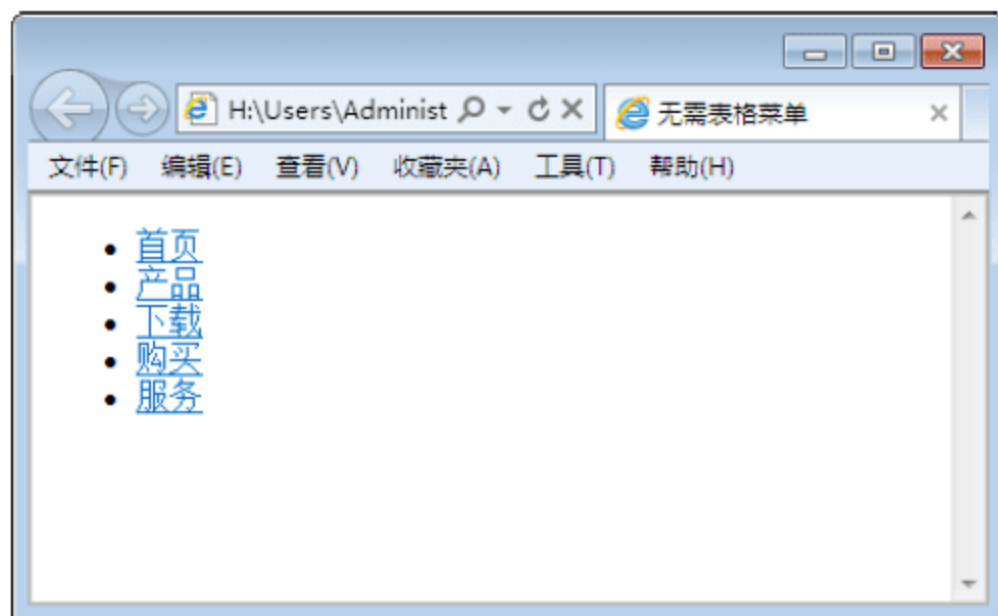 H:\Users\Administ
无需表格菜单
文件(F) 编辑(E) 查看(V) 收藏夹(A) 工具(T) 帮助(H)
首页
产品
下载
购买
服务